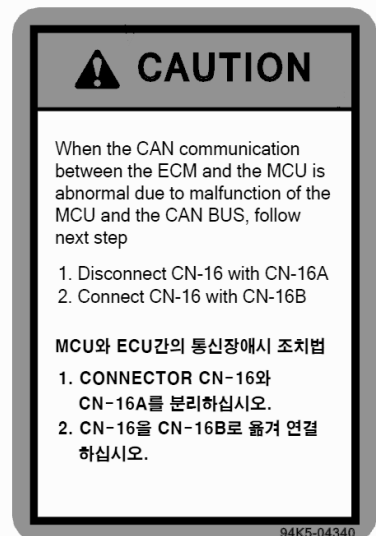 CAUTION
When the CAN communication
between the ECM and the MCU is
abnormal due to malfunction of the
MCU and the CAN BUS, follow
next step
1. Disconnect CN-16 with CN-16A
2. Connect CN-16 with CN-16B
MCU와 ECU간의 통신장애시 조치법
1. CONNECTOR CN-16와
CN-16A를 분리하십시오.
2. CN-16을 CN-16B로 옮겨 연결
하십시오.
94K5-04340